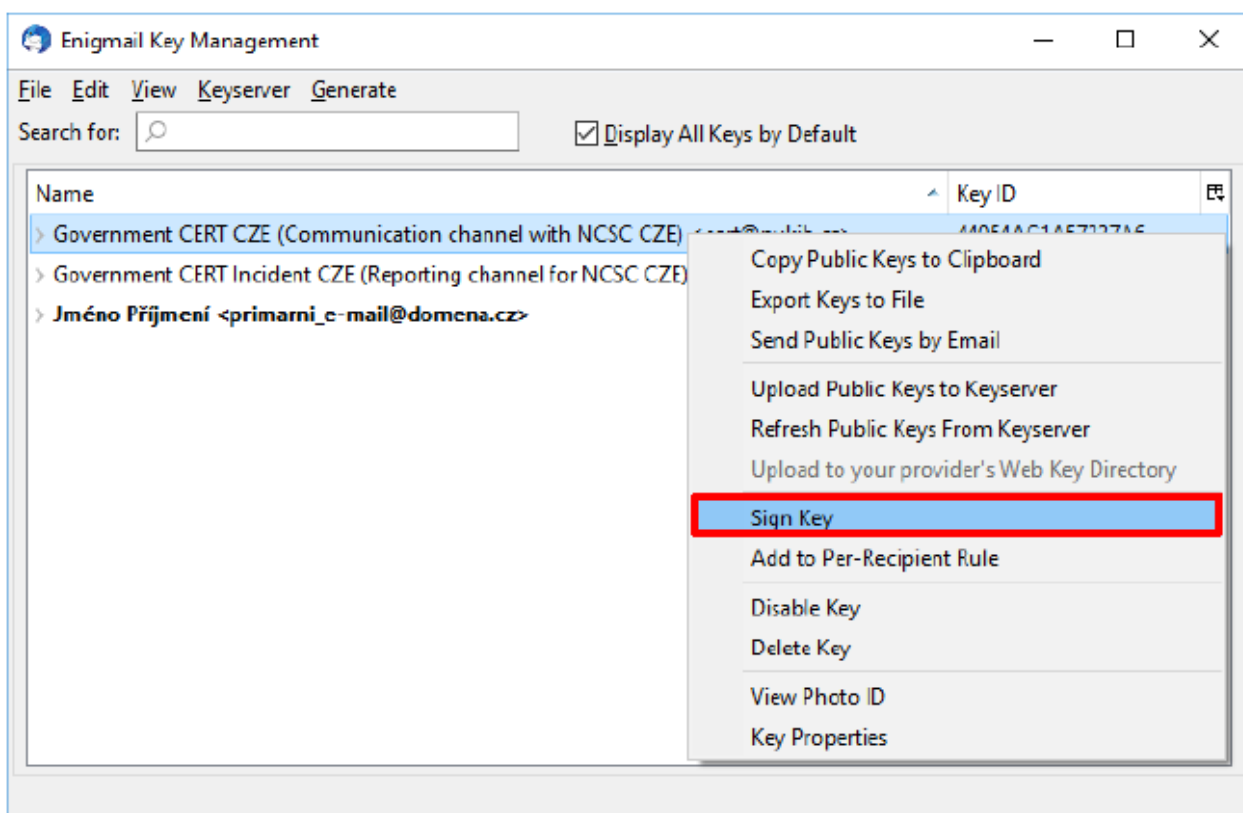 Enigmail Key Management
File Edit View Keyserver Generate
Search for:
Display All Keys by Default
Name Key ID
Government CERT CZE (Communication channel with NCSC CZE)
Government CERT Incident CZE (Reporting channel for NCSC CZE)
Jméno Příjmení <primarni_e-mail@domena.cz>
Copy Public Keys to Clipboard
Export Keys to File
Send Public Keys by Email
Upload Public Keys to Keyserver
Refresh Public Keys From Keyserver
Upload to your provider's Web Key Directory
Sign Key
Add to Per-Recipient Rule
Disable Key
Delete Key
View Photo ID
Key Properties